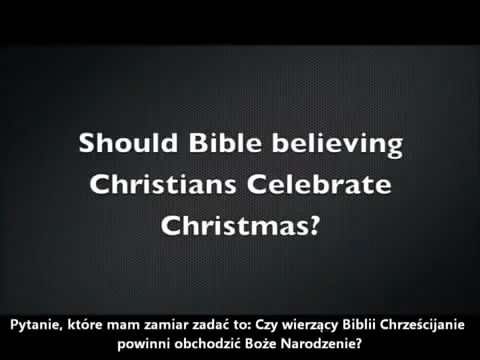 Should Bible believing
Christians Celebrate
Christmas?
Pytanie, które mam zamiar zadać to: Czy wierzący Biblii Chrześcijanie
powinni obchodzić Boże Narodzenie?